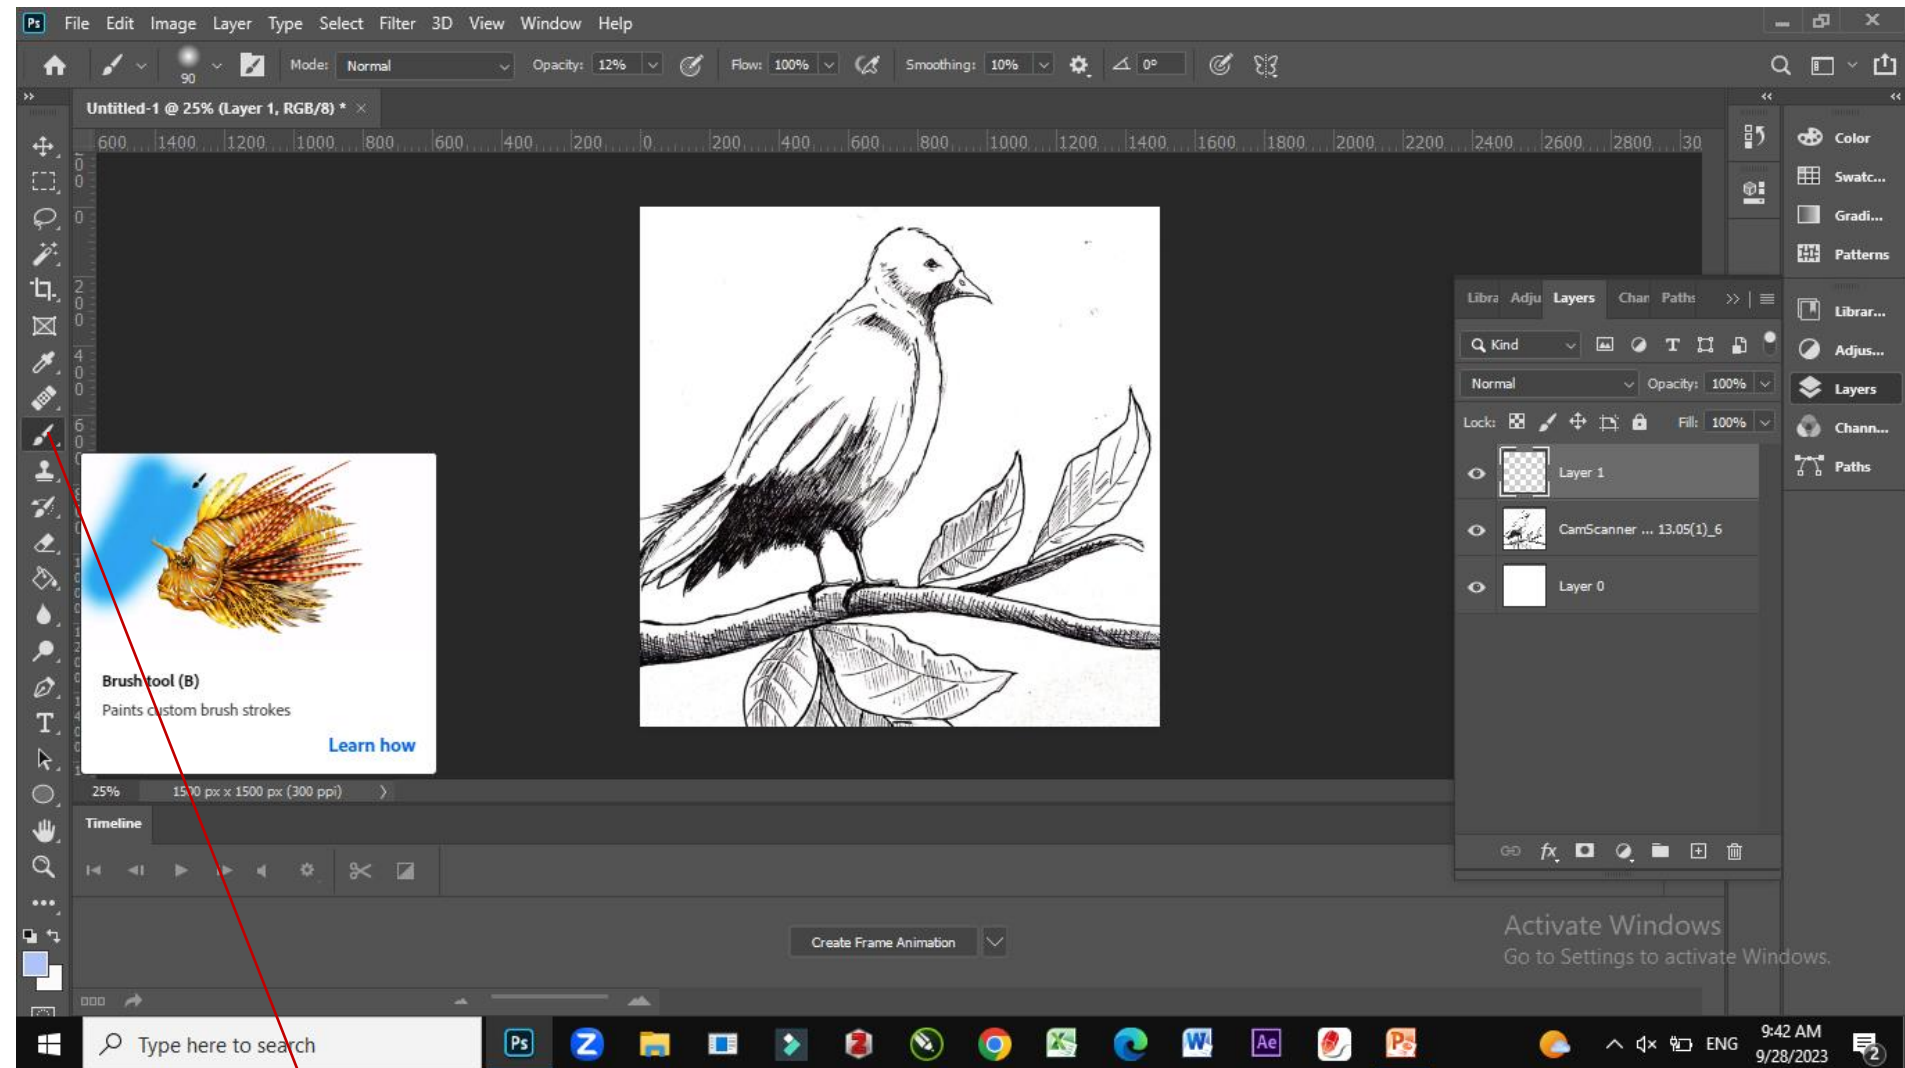 Ps File Edit Image Layer Type Select Filter 3D View Window Help
90 Mode: Normal Opacity: 12% Flow: 100% Smoothing: 10% 0°
Untitled-1 @ 25% (Layer 1, RGB/8) * ×
600 1400 1200 1000 800 600 400 200 0 200 400 600 800 1000 1200 1400 1600 1800 2000 2200 2400 2600 2800 30
Color
Swatc...
Gradi...
Patterns
Librar...
Adjus...
Layers
Chann...
Paths
Libra Adju Layers Chan Paths
Kind
Normal Opacity: 100%
Lock: Fill: 100%
Layer 1
CamScanner ... 13.05(1)_6
Layer 0
Brush tool (B)
Paints custom brush strokes
Learn how
25% 1500 px x 1500 px (300 ppi)
Timeline
Create Frame Animation
Activate Windows
Go to Settings to activate Windows.
Type here to search
Ps Z Ae
ENG
9:42 AM
9/28/2023
2